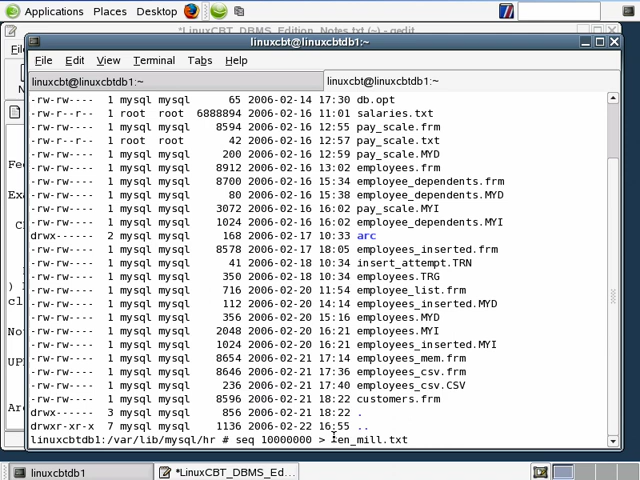 Applications Places Desktop
*LinuxCBT_DBMS_Edition_Notes.txt (~) - gedit
linuxcbt@linuxcbtdb1:~
File Edit View Terminal Tabs Help
linuxcbt@linuxcbtdb1:~ linuxcbt@linuxcbtdb1:~
-rw-rw---- 1 mysql mysql 65 2006-02-14 17:30 db.opt
-rw-r--r-- 1 root root 6888894 2006-02-16 11:01 salaries.txt
-rw-rw---- 1 mysql mysql 8594 2006-02-16 12:55 pay_scale.frm
-rw-r--r-- 1 root root 42 2006-02-16 12:57 pay_scale.txt
-rw-rw---- 1 mysql mysql 200 2006-02-16 12:59 pay_scale.MYD
-rw-rw---- 1 mysql mysql 8912 2006-02-16 13:02 employees.frm
-rw-rw---- 1 mysql mysql 8700 2006-02-16 15:34 employee_dependents.frm
-rw-rw---- 1 mysql mysql 80 2006-02-16 15:38 employee_dependents.MYD
-rw-rw---- 1 mysql mysql 3072 2006-02-16 16:02 pay_scale.MYI
-rw-rw---- 1 mysql mysql 1024 2006-02-16 16:02 employee_dependents.MYI
drwx------ 2 mysql mysql 168 2006-02-17 10:33 arc
-rw-rw---- 1 mysql mysql 8578 2006-02-17 18:05 employees_inserted.frm
-rw-rw---- 1 mysql mysql 41 2006-02-18 10:34 insert_attempt.TRN
-rw-rw---- 1 mysql mysql 350 2006-02-18 10:34 employees.TRG
-rw-rw---- 1 mysql mysql 716 2006-02-20 11:54 employee_list.frm
-rw-rw---- 1 mysql mysql 112 2006-02-20 14:14 employees_inserted.MYD
-rw-rw---- 1 mysql mysql 356 2006-02-20 15:16 employees.MYD
-rw-rw---- 1 mysql mysql 2048 2006-02-20 16:21 employees.MYI
-rw-rw---- 1 mysql mysql 1024 2006-02-20 16:21 employees_inserted.MYI
-rw-rw---- 1 mysql mysql 8654 2006-02-21 17:14 employees_mem.frm
-rw-rw---- 1 mysql mysql 8646 2006-02-21 17:36 employees_csv.frm
-rw-rw---- 1 mysql mysql 236 2006-02-21 17:40 employees_csv.CSV
-rw-rw---- 1 mysql mysql 8596 2006-02-21 18:22 customers.frm
drwx------ 3 mysql mysql 856 2006-02-21 18:22 .
drwxr-xr-x 7 mysql mysql 1136 2006-02-22 16:55 ..
linuxcbtdb1:/var/lib/mysql/hr # seq 10000000 > ten_mill.txt
linuxcbtdb1 *LinuxCBT_DBMS_Ed...